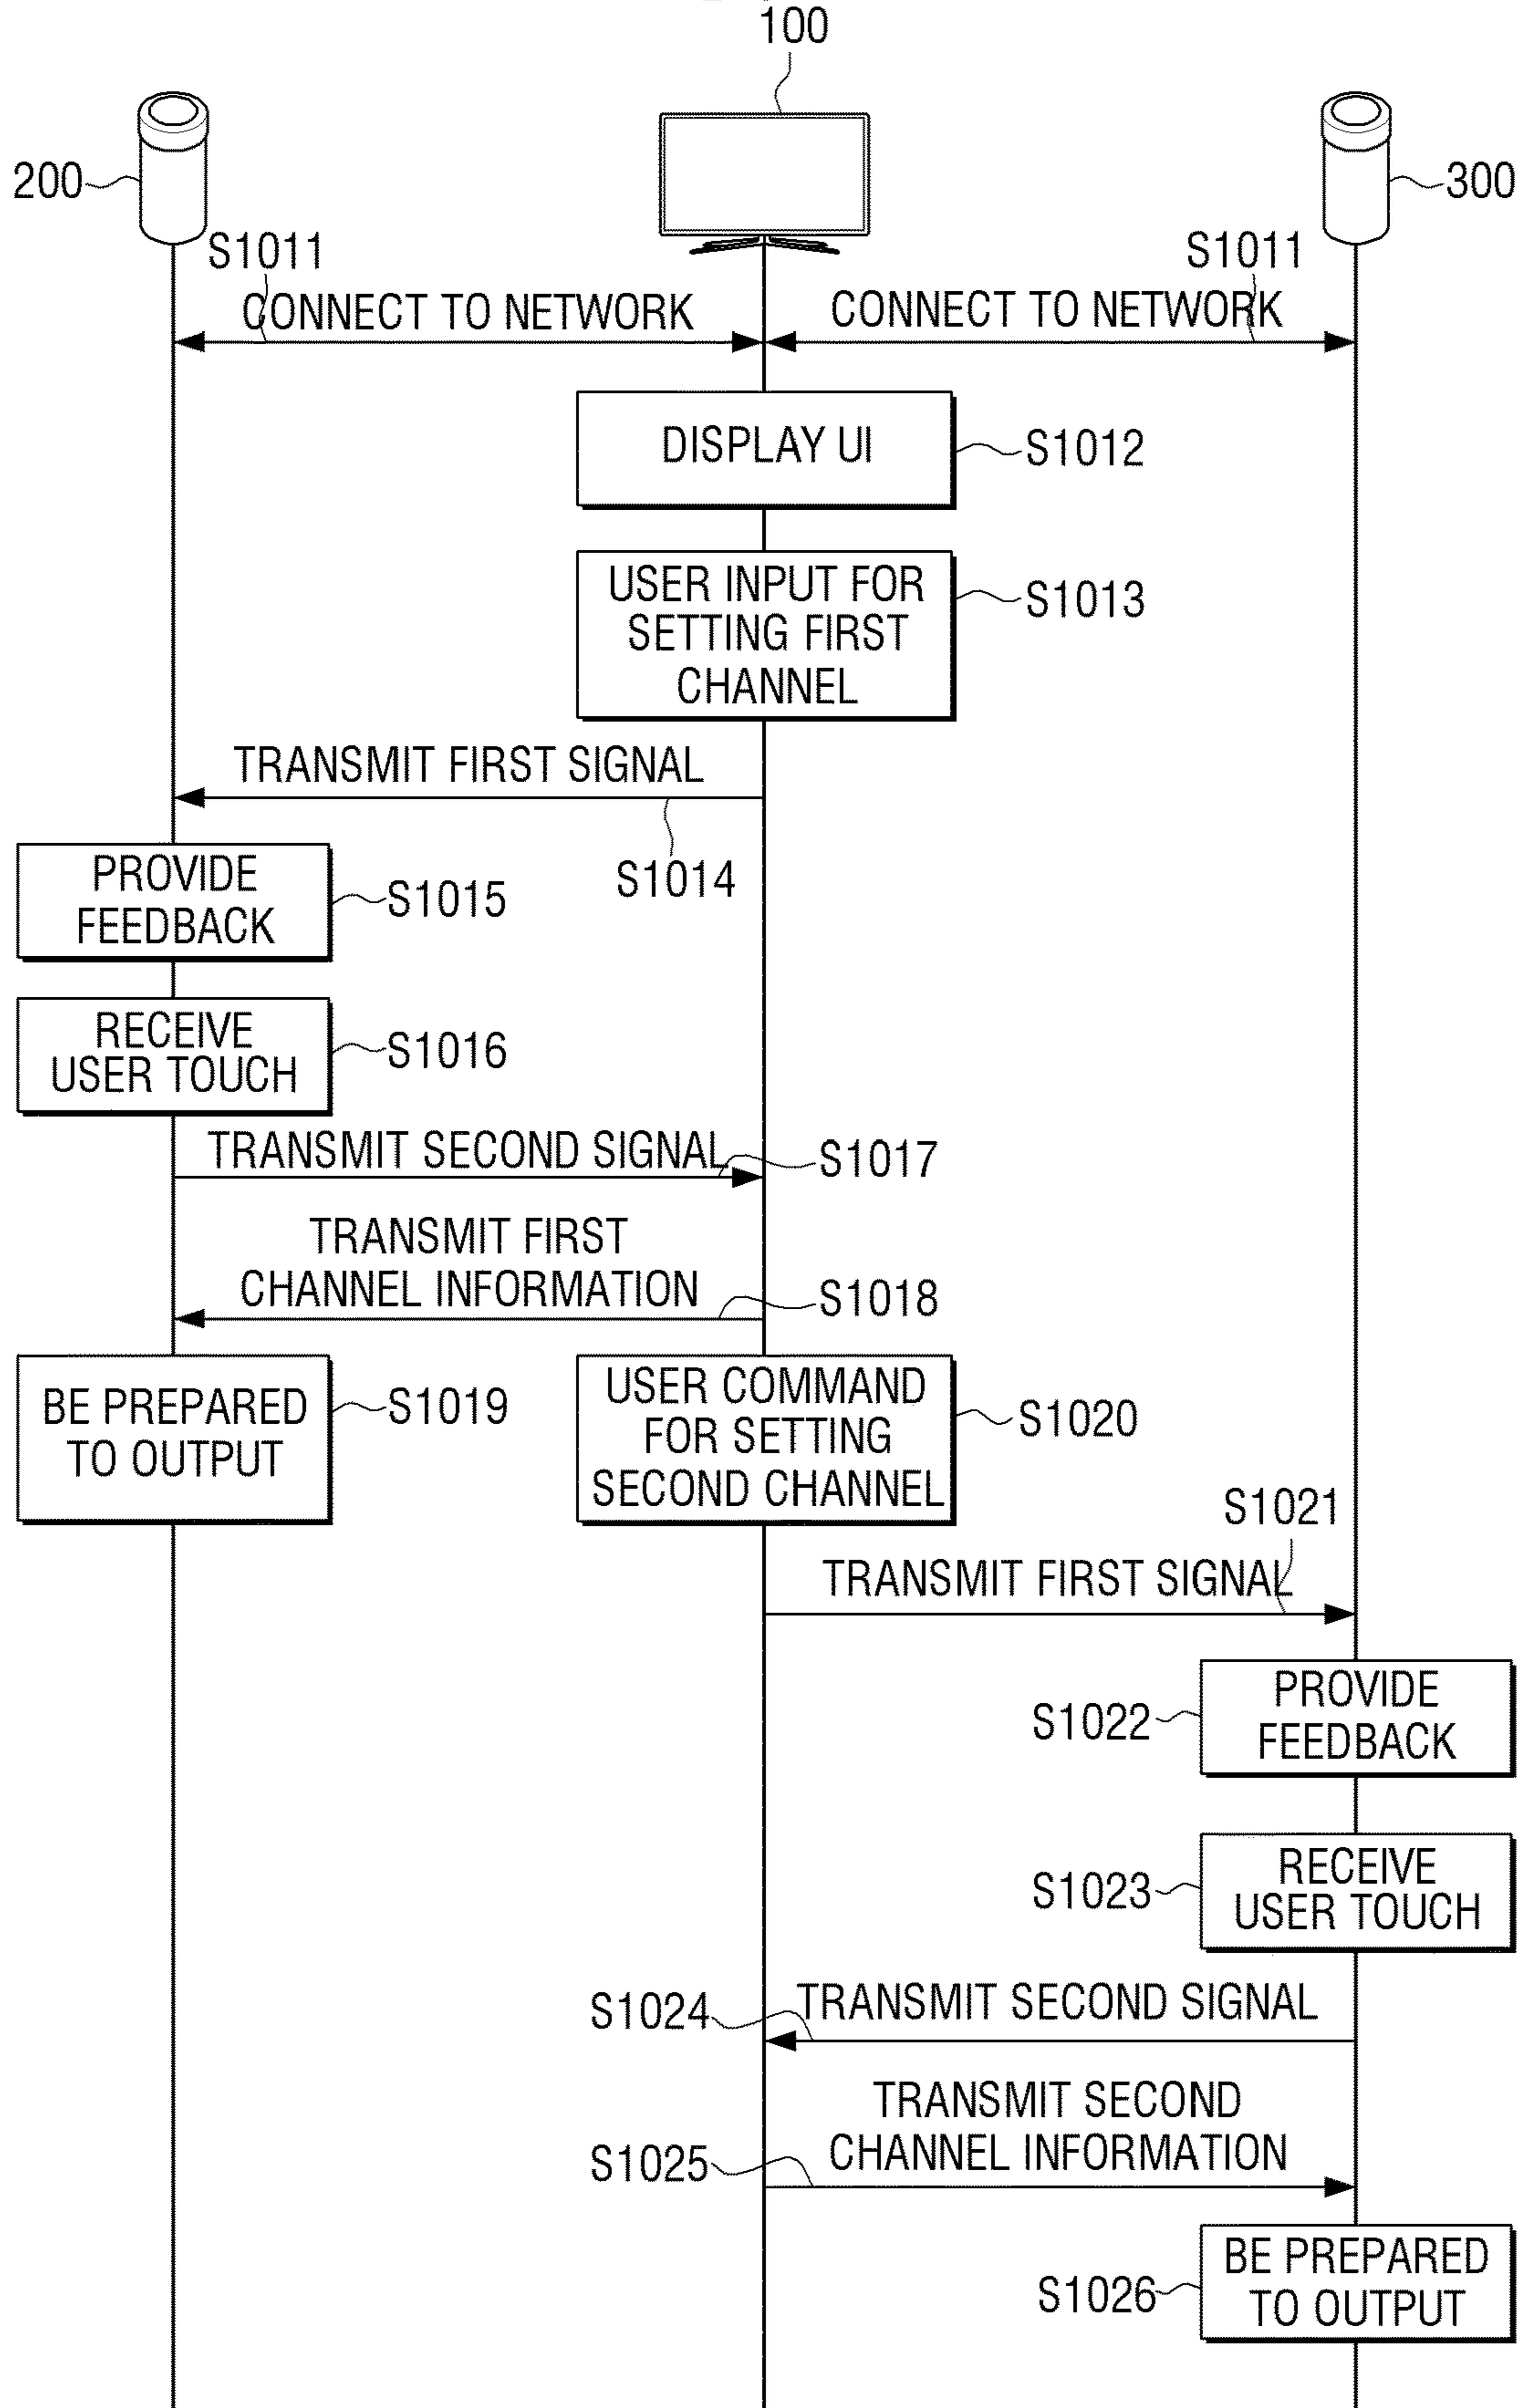 100
200
300
S1011
S1011
CONNECT TO NETWORK
CONNECT TO NETWORK
DISPLAY UI
S1012
USER INPUT FOR
SETTING FIRST
CHANNEL
S1013
TRANSMIT FIRST SIGNAL
S1014
PROVIDE
FEEDBACK
S1015
RECEIVE
USER TOUCH
S1016
TRANSMIT SECOND SIGNAL
S1017
TRANSMIT FIRST
CHANNEL INFORMATION
S1018
BE PREPARED
TO OUTPUT
S1019
USER COMMAND
FOR SETTING
SECOND CHANNEL
S1020
S1021
TRANSMIT FIRST SIGNAL
PROVIDE
FEEDBACK
S1022
RECEIVE
USER TOUCH
S1023
TRANSMIT SECOND SIGNAL
S1024
TRANSMIT SECOND
CHANNEL INFORMATION
S1025
BE PREPARED
TO OUTPUT
S1026